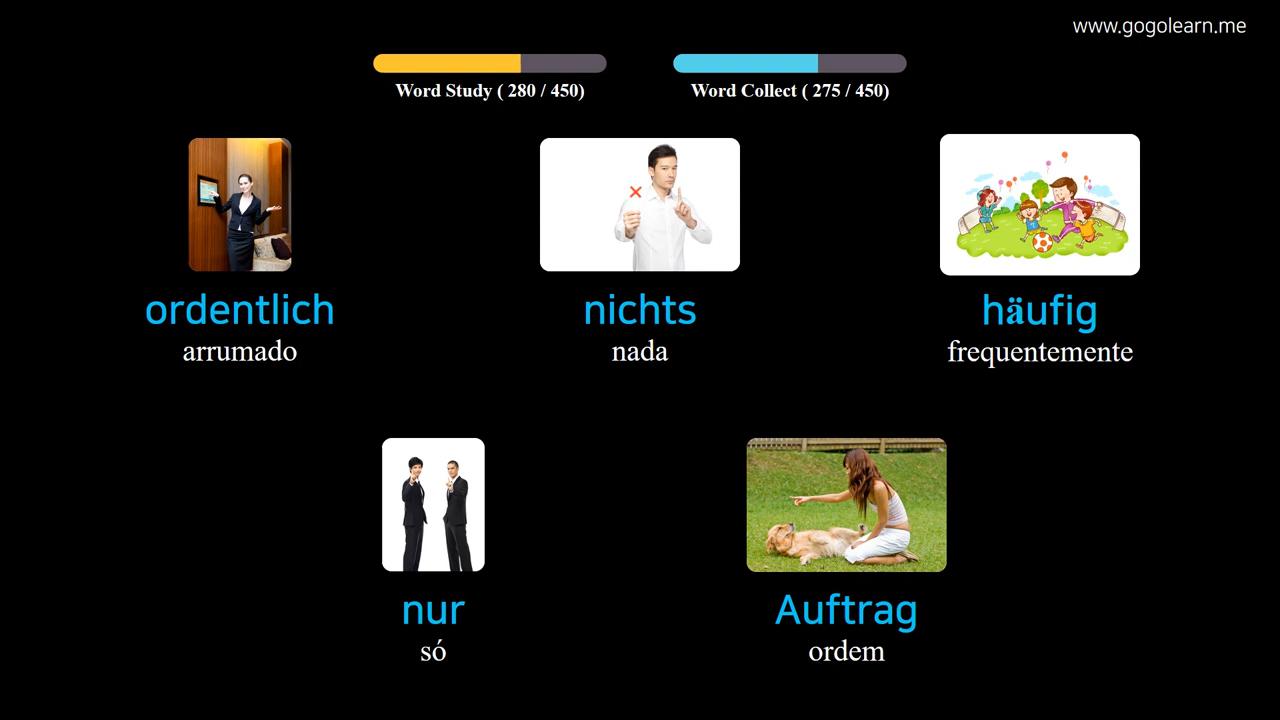 www.gogolearn.me
Word Study ( 280 / 450)
Word Collect ( 275 / 450)
ordentlich
arrumado
nichts
nada
häufig
frequentemente
nur
só
Auftrag
ordem